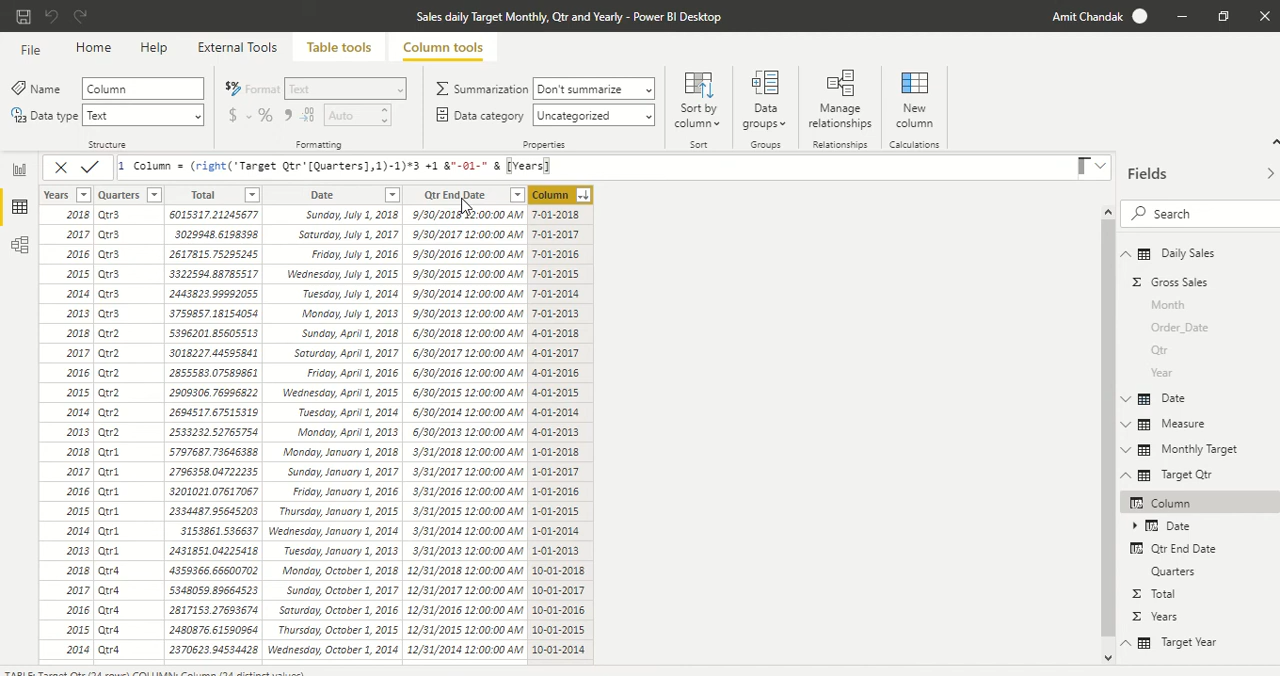 Sales daily Target Monthly, Qtr and Yearly - Power BI Desktop
Amit Chandak
File Home Help External Tools Table tools Column tools
Name Column
Data type Text
Structure
Format Text
$ % Auto
Formatting
Summarization Don't summarize
Data category Uncategorized
Properties
Sort by column
Sort
Data groups
Groups
Manage relationships
Relationships
New column
Calculations
1 Column = (right('Target Qtr'[Quarters],1)-1)*3 +1 &"-01-" & [Years]
Years Quarters Total Date Qtr End Date Column
2018 Qtr3 6015317.21245677 Sunday, July 1, 2018 9/30/2018 12:00:00 AM 7-01-2018
2017 Qtr3 3029948.6198398 Saturday, July 1, 2017 9/30/2017 12:00:00 AM 7-01-2017
2016 Qtr3 2617815.75295245 Friday, July 1, 2016 9/30/2016 12:00:00 AM 7-01-2016
2015 Qtr3 3322594.88785517 Wednesday, July 1, 2015 9/30/2015 12:00:00 AM 7-01-2015
2014 Qtr3 2443823.99992055 Tuesday, July 1, 2014 9/30/2014 12:00:00 AM 7-01-2014
2013 Qtr3 3759857.18154054 Monday, July 1, 2013 9/30/2013 12:00:00 AM 7-01-2013
2018 Qtr2 5396201.85605513 Sunday, April 1, 2018 6/30/2018 12:00:00 AM 4-01-2018
2017 Qtr2 3018227.44595841 Saturday, April 1, 2017 6/30/2017 12:00:00 AM 4-01-2017
2016 Qtr2 2855583.07589861 Friday, April 1, 2016 6/30/2016 12:00:00 AM 4-01-2016
2015 Qtr2 2909306.76996822 Wednesday, April 1, 2015 6/30/2015 12:00:00 AM 4-01-2015
2014 Qtr2 2694517.67515319 Tuesday, April 1, 2014 6/30/2014 12:00:00 AM 4-01-2014
2013 Qtr2 2533232.52765754 Monday, April 1, 2013 6/30/2013 12:00:00 AM 4-01-2013
2018 Qtr1 5797687.73646388 Monday, January 1, 2018 3/31/2018 12:00:00 AM 1-01-2018
2017 Qtr1 2796358.04722235 Sunday, January 1, 2017 3/31/2017 12:00:00 AM 1-01-2017
2016 Qtr1 3201021.07617067 Friday, January 1, 2016 3/31/2016 12:00:00 AM 1-01-2016
2015 Qtr1 2334487.95645203 Thursday, January 1, 2015 3/31/2015 12:00:00 AM 1-01-2015
2014 Qtr1 3153861.536637 Wednesday, January 1, 2014 3/31/2014 12:00:00 AM 1-01-2014
2013 Qtr1 2431851.04225418 Tuesday, January 1, 2013 3/31/2013 12:00:00 AM 1-01-2013
2018 Qtr4 4359366.66600702 Monday, October 1, 2018 12/31/2018 12:00:00 AM 10-01-2018
2017 Qtr4 5348059.89664523 Sunday, October 1, 2017 12/31/2017 12:00:00 AM 10-01-2017
2016 Qtr4 2817153.27693674 Saturday, October 1, 2016 12/31/2016 12:00:00 AM 10-01-2016
2015 Qtr4 2480876.61590964 Thursday, October 1, 2015 12/31/2015 12:00:00 AM 10-01-2015
2014 Qtr4 2370623.94534428 Wednesday, October 1, 2014 12/31/2014 12:00:00 AM 10-01-2014
TABLE: Target Qtr (24 rows) COLUMN: Column (24 distinct values)
Fields
Search
Daily Sales
Gross Sales
Month
Order_Date
Qtr
Year
Date
Measure
Monthly Target
Target Qtr
Column
Date
Qtr End Date
Quarters
Total
Years
Target Year